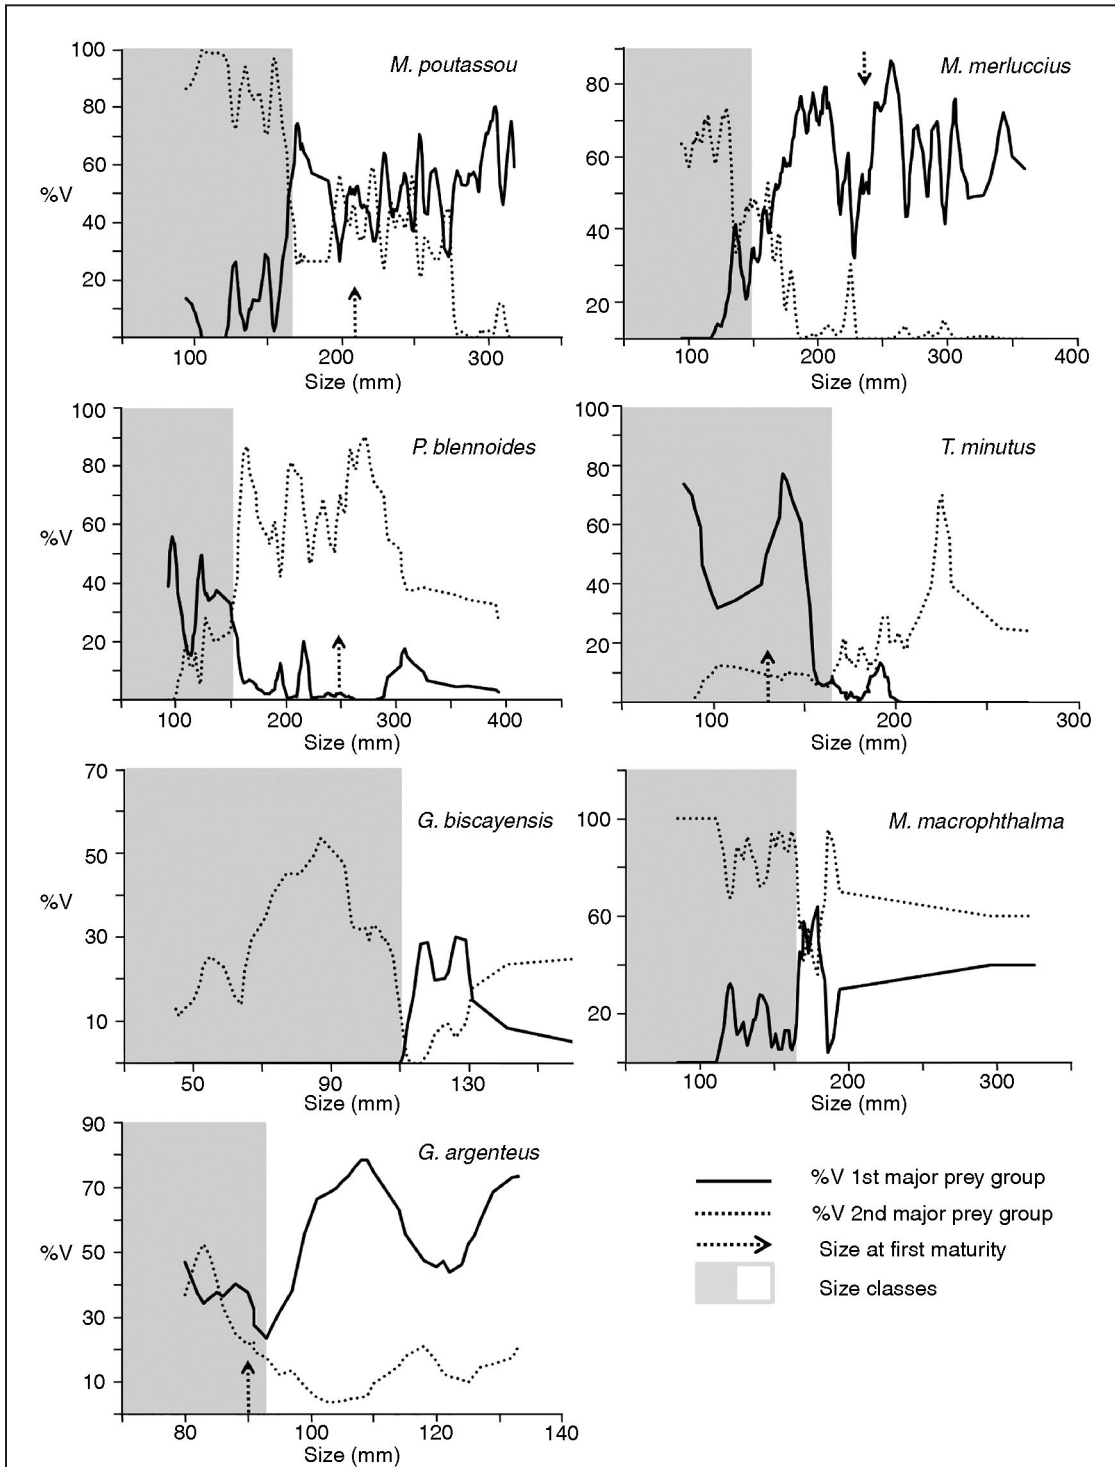 M. poutassou
100
80
60
%V
40
20
100 200 300
Size (mm)
M. merluccius
80
60
40
20
100 200 300 400
Size (mm)
P. blennoides
100
80
60
%V
40
20
100 200 300 400
Size (mm)
T. minutus
100
80
60
40
20
100 200 300
Size (mm)
G. biscayensis
70
50
%V
30
10
50 90 130
Size (mm)
M. macrophthalma
100
60
20
100 200 300
Size (mm)
G. argenteus
90
70
%V
50
30
10
80 100 120 140
Size (mm)
%V 1st major prey group
%V 2nd major prey group
Size at first maturity
Size classes